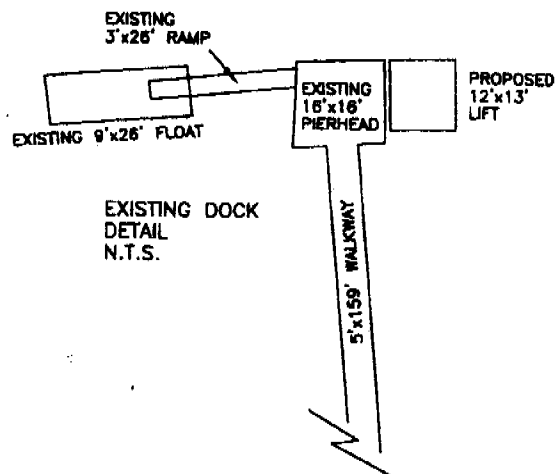 EXISTING
3'x26' RAMP
EXISTING
16'x16'
PIERHEAD
PROPOSED
12'x13'
LIFT
EXISTING 9'x26' FLOAT
EXISTING DOCK
DETAIL
N.T.S.
5'x159' WALKWAY